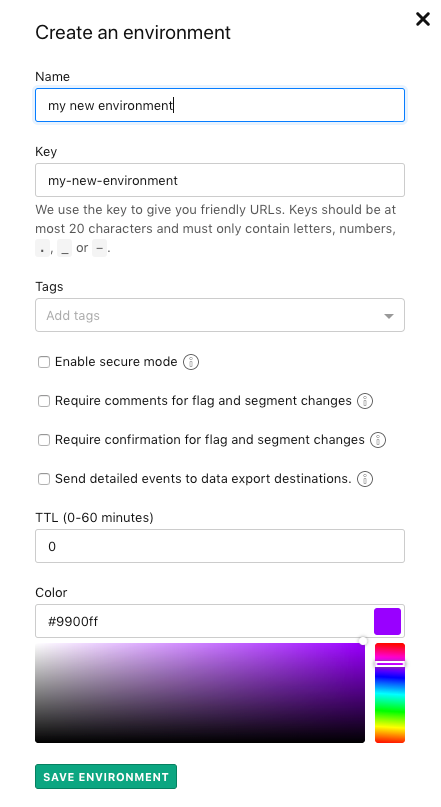 Create an environment
Name
my new environment
Key
my-new-environment
We use the key to give you friendly URLs. Keys should be at
most 20 characters and must only contain letters, numbers,
., _ or -.
Tags
Add tags
Enable secure mode
Require comments for flag and segment changes
Require confirmation for flag and segment changes
Send detailed events to data export destinations.
TTL (0-60 minutes)
0
Color
#9900ff
SAVE ENVIRONMENT